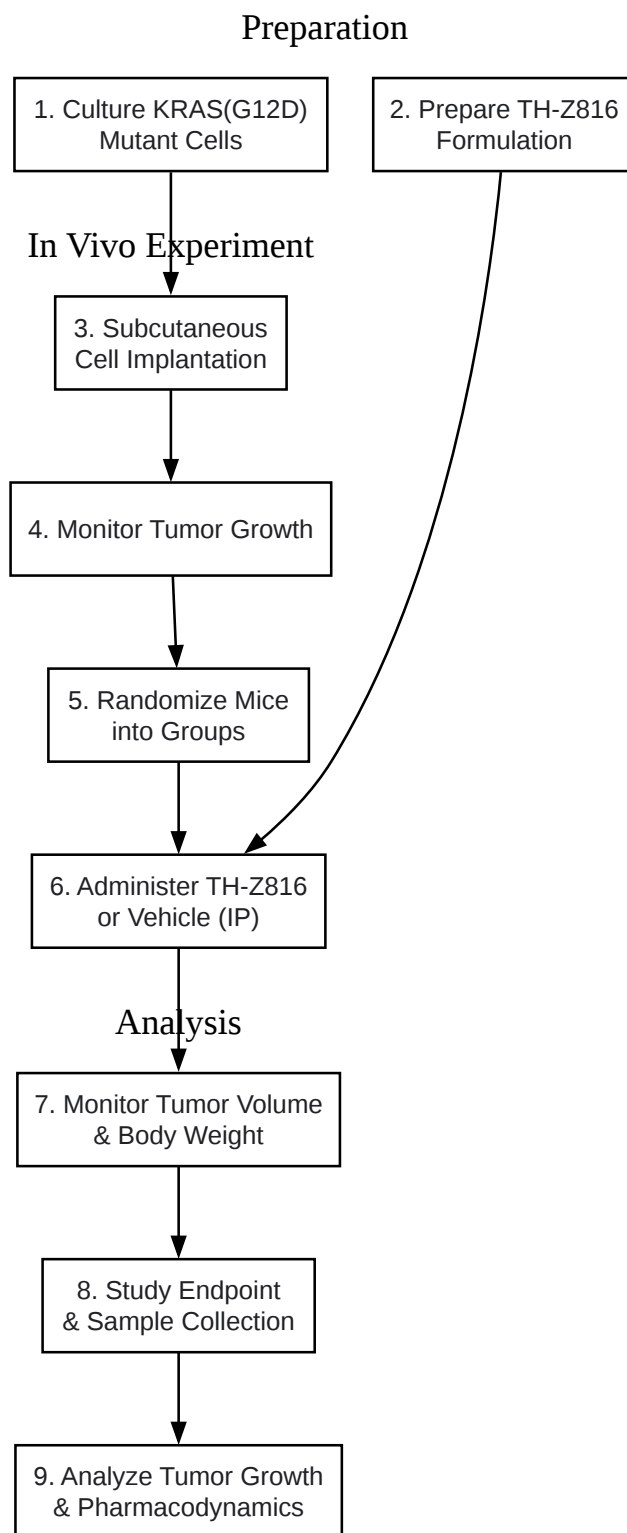 Preparation
1. Culture KRAS(G12D)
Mutant Cells
2. Prepare TH-Z816
Formulation
In Vivo Experiment
3. Subcutaneous
Cell Implantation
4. Monitor Tumor Growth
5. Randomize Mice
into Groups
6. Administer TH-Z816
or Vehicle (IP)
Analysis
7. Monitor Tumor Volume
& Body Weight
8. Study Endpoint
& Sample Collection
9. Analyze Tumor Growth
& Pharmacodynamics